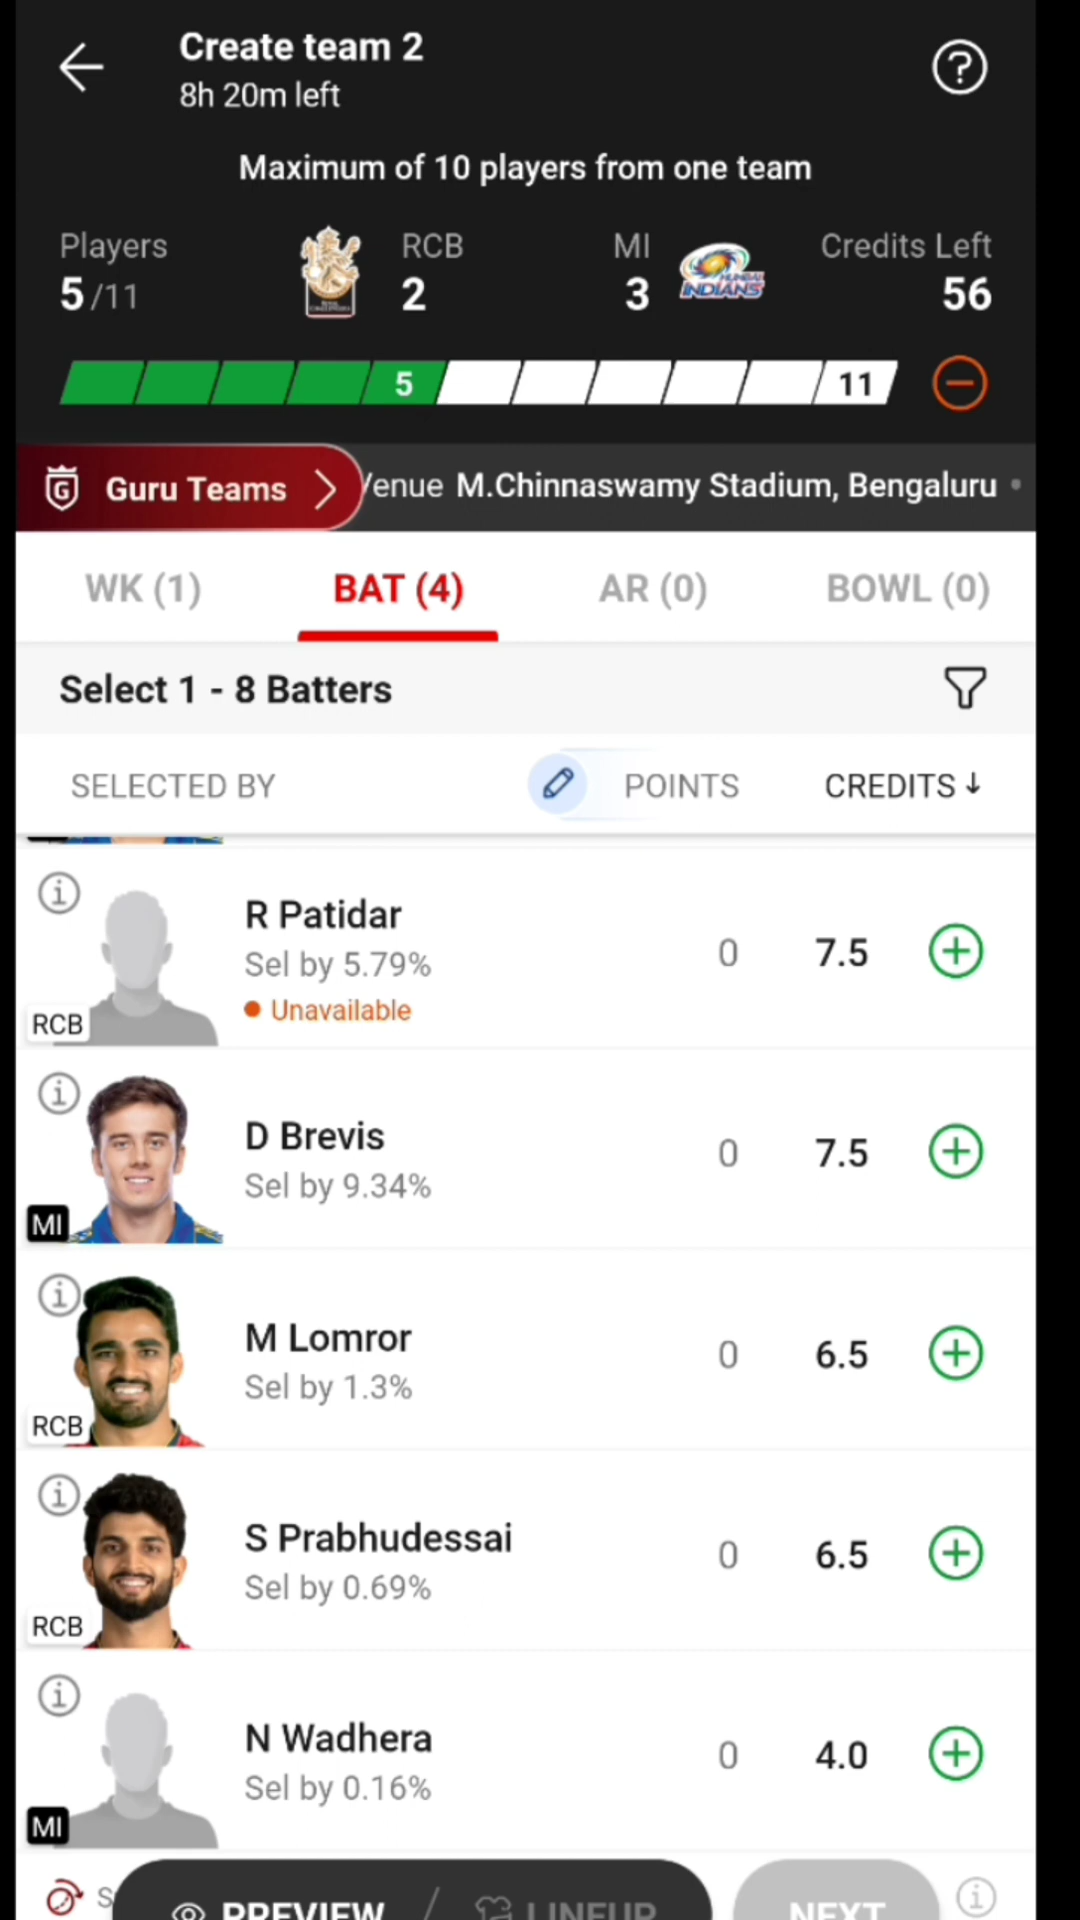 Create team 2
8h 20m left
?
Maximum of 10 players from one team
Players
5 /11
RCB
2
MI
3
MUMBAI
INDIANS
Credits Left
56
5
11
G
Guru Teams
Venue M.Chinnaswamy Stadium, Bengaluru •
WK (1)
BAT (4)
AR (0)
BOWL (0)
Select 1 - 8 Batters
SELECTED BY
POINTS
CREDITS ↓
R Patidar
Sel by 5.79%
Unavailable
RCB
0
7.5
D Brevis
Sel by 9.34%
MI
0
7.5
M Lomror
Sel by 1.3%
RCB
0
6.5
S Prabhudessai
Sel by 0.69%
RCB
0
6.5
N Wadhera
Sel by 0.16%
MI
0
4.0
PREVIEW / LINEUP
NEXT